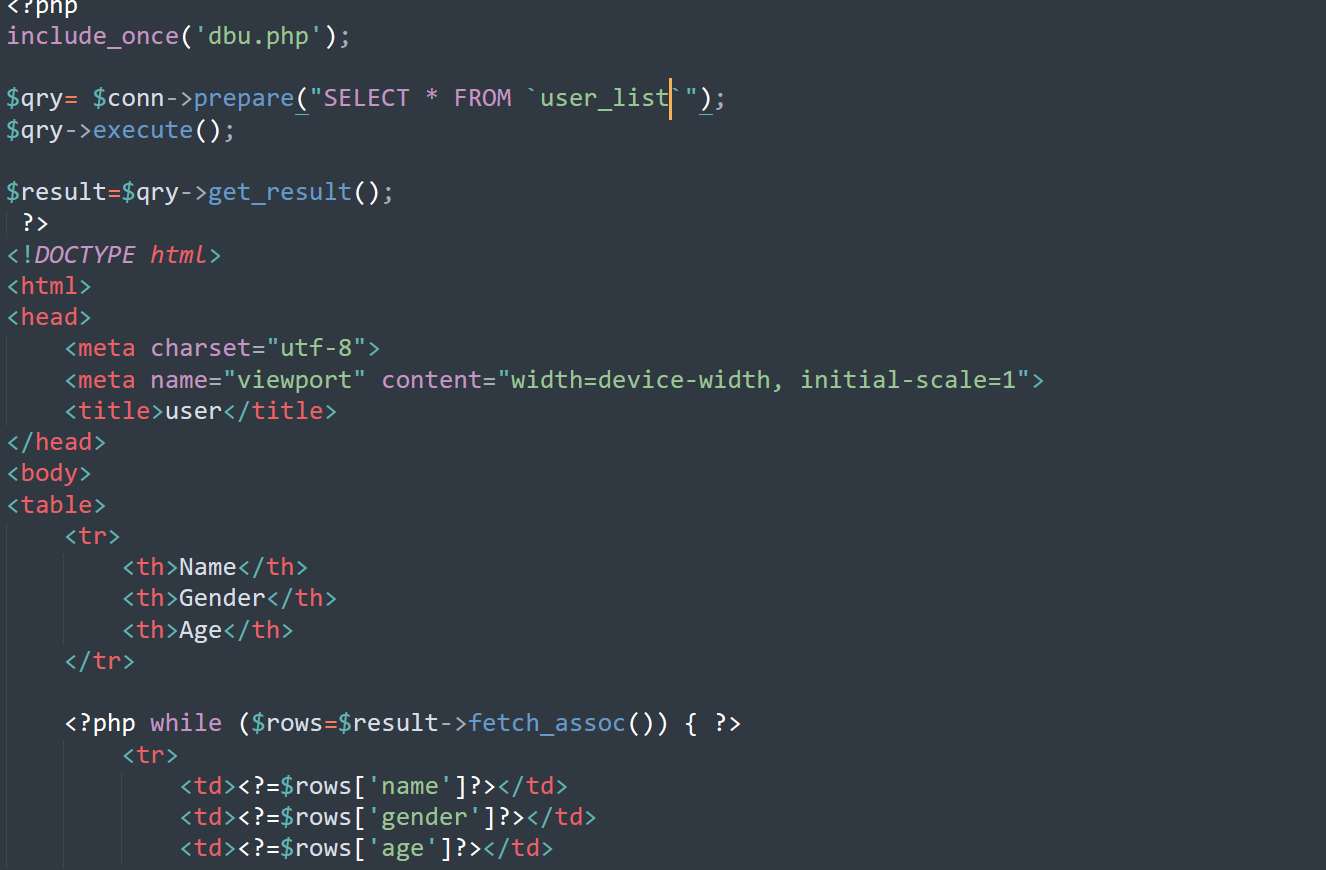 <?php
include_once('dbu.php');
$qry= $conn->prepare("SELECT * FROM `user_list`");
$qry->execute();
$result=$qry->get_result();
?>
<!DOCTYPE html>
<html>
<head>
<meta charset="utf-8">
<meta name="viewport" content="width=device-width, initial-scale=1">
<title>user</title>
</head>
<body>
<table>
<tr>
<th>Name</th>
<th>Gender</th>
<th>Age</th>
</tr>
<?php while ($rows=$result->fetch_assoc()) { ?>
<tr>
<td><?=$rows['name']?></td>
<td><?=$rows['gender']?></td>
<td><?=$rows['age']?></td>